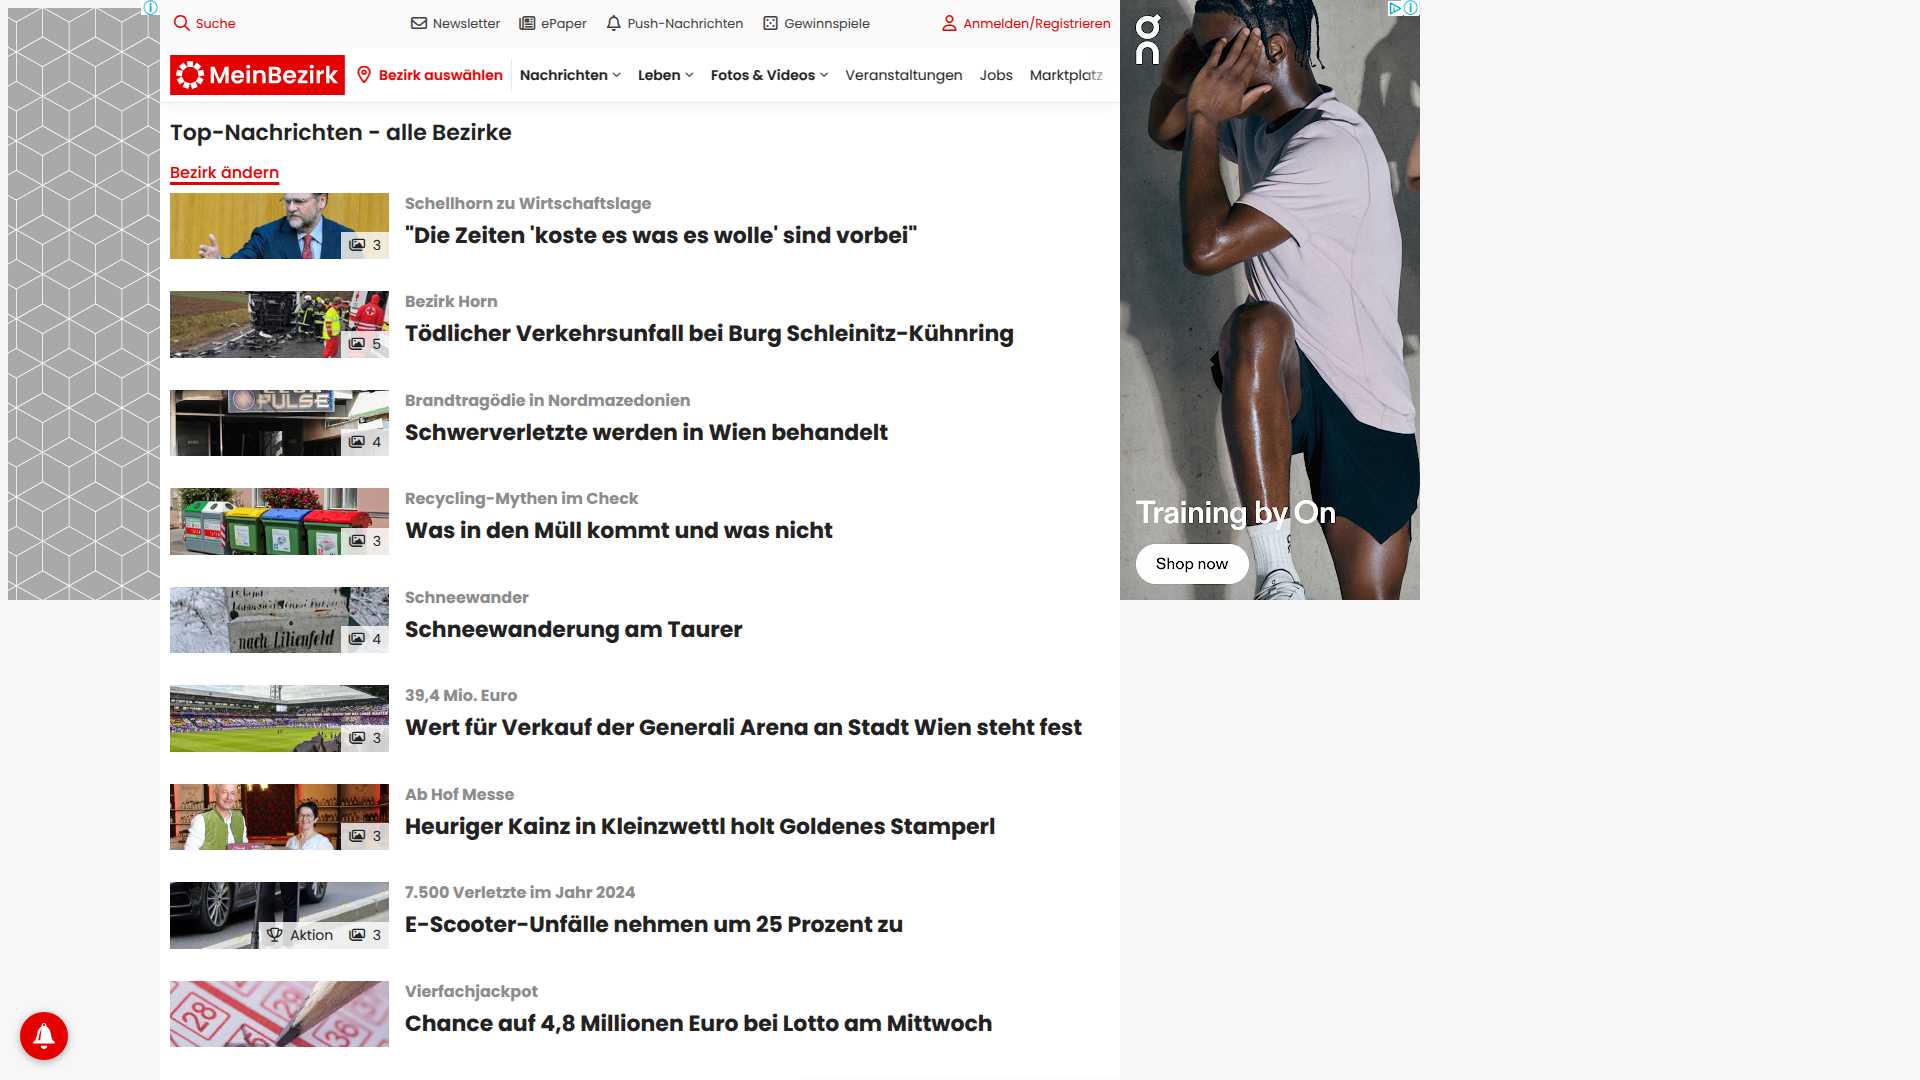 Suche
Newsletter
ePaper
Push-Nachrichten
Gewinnspiele
Anmelden/Registrieren
MeinBezirk
Bezirk auswählen
Nachrichten
Leben
Fotos & Videos
Veranstaltungen
Jobs
Marktplatz
Top-Nachrichten - alle Bezirke
Bezirk ändern
3
Schellhorn zu Wirtschaftslage
"Die Zeiten 'koste es was es wolle' sind vorbei"
5
Bezirk Horn
Tödlicher Verkehrsunfall bei Burg Schleinitz-Kühnring
PULSE
4
Brandtragödie in Nordmazedonien
Schwerverletzte werden in Wien behandelt
3
Recycling-Mythen im Check
Was in den Müll kommt und was nicht
nach Lilienfeld
4
Schneewander
Schneewanderung am Taurer
3
39,4 Mio. Euro
Wert für Verkauf der Generali Arena an Stadt Wien steht fest
3
Ab Hof Messe
Heuriger Kainz in Kleinzwettl holt Goldenes Stamperl
Aktion
3
7.500 Verletzte im Jahr 2024
E-Scooter-Unfälle nehmen um 25 Prozent zu
28
29
36
Vierfachjackpot
Chance auf 4,8 Millionen Euro bei Lotto am Mittwoch
on
Training by On
Shop now